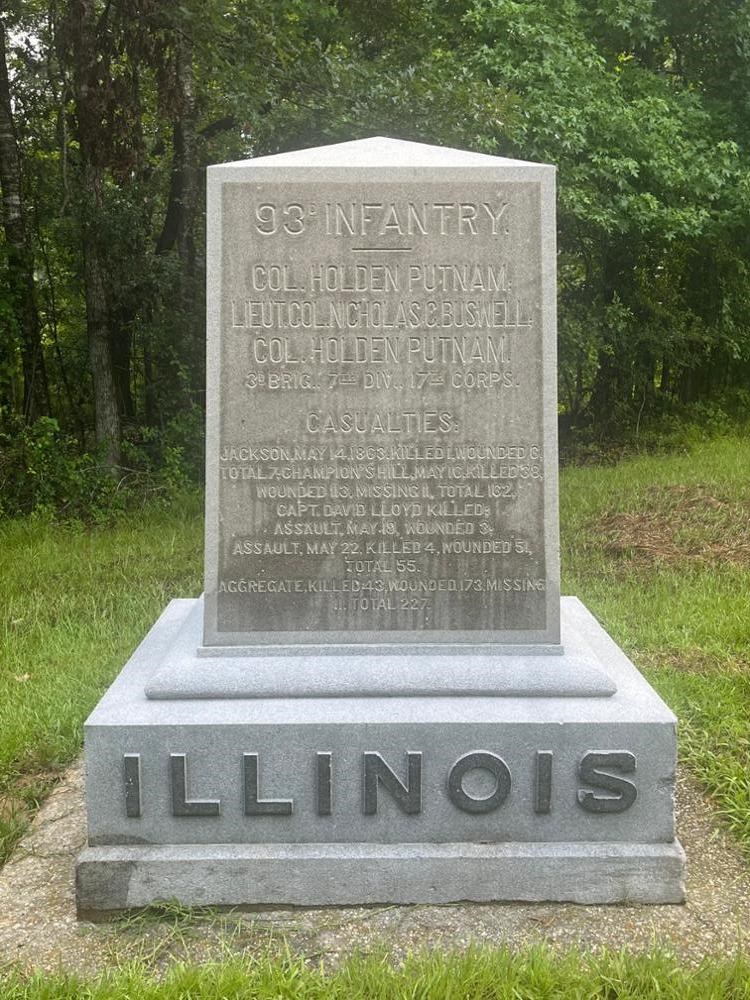 93D INFANTRY.
COL. HOLDEN PUTNAM;
LIEUT. COL. NICHOLAS C. BUSWELL;
COL. HOLDEN PUTNAM.
3D BRIG., 7TH DIV., 17TH CORPS.
CASUALTIES:
JACKSON, MAY 14, 1863, KILLED 1, WOUNDED 6,
TOTAL 7; CHAMPION'S HILL, MAY 16, KILLED 38,
WOUNDED 113, MISSING 11, TOTAL 162,
CAPT. DAVID LLOYD KILLED;
ASSAULT, MAY 19, WOUNDED 3;
ASSAULT, MAY 22, KILLED 4, WOUNDED 51,
TOTAL 55.
AGGREGATE, KILLED 43, WOUNDED 173, MISSING
11, TOTAL 227.
ILLINOIS